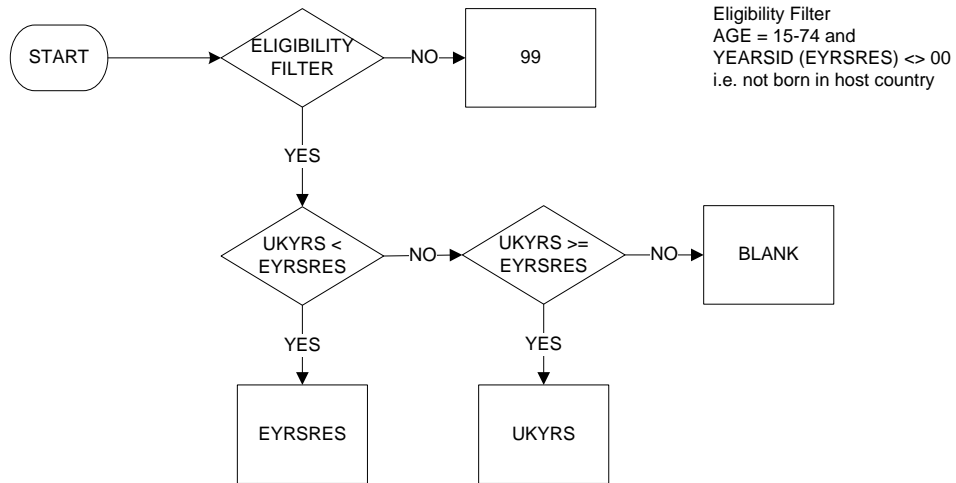 START
ELIGIBILITY
FILTER
NO
99
Eligibility Filter
AGE = 15-74 and
YEARSID (EYRSRES) <> 00
i.e. not born in host country
YES
UKYRS <
EYRSRES
NO
UKYRS >=
EYRSRES
NO
BLANK
YES
YES
EYRSRES
UKYRS